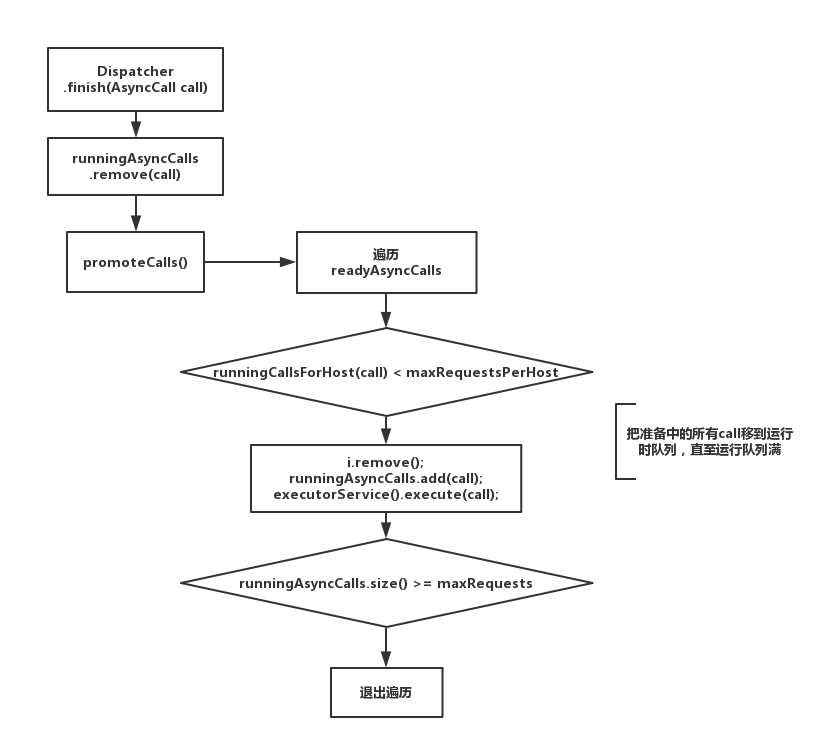 Dispatcher
.finish(AsyncCall call)
runningAsyncCalls
.remove(call)
promoteCalls()
遍历
readyAsyncCalls
runningCallsForHost(call) < maxRequestsPerHost
把准备中的所有call移到运行
时队列，直至运行队列满
i.remove();
runningAsyncCalls.add(call);
executorService().execute(call);
runningAsyncCalls.size() >= maxRequests
退出遍历